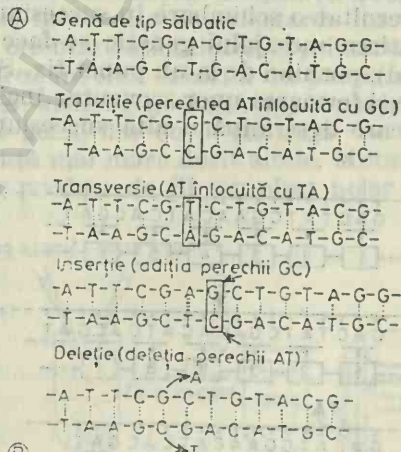 Ⓐ Genă de tip sălbatic
-A-T-T-C-G-A-C-T-G-T-A-G-G-
-T-A-A-G-C-T-G-A-C-A-T-G-C-
Tranziție (perechea AT înlocuită cu GC)
-A-T-T-C-G-G-C-T-G-T-A-C-G-
T-A-A-G-C-C-G-A-C-A-T-G-C-
Transversie (AT înlocuită cu TA)
-A-T-T-C-G-T-C-T-G-T-A-C-G-
-T-A-A-G-C-A-G-A-C-A-T-G-C-
Inserție (adiția perechii GC)
-A-T-T-C-G-A-G-C-T-G-T-A-G-G-
-T-A-A-G-C-T-C-G-A-C-A-T-G-C-
Deleție (deleția perechii AT)
A
-A-T-T-C-G-C-T-G-T-A-C-G-
-T-A-A-G-C-G-A-C-A-T-G-C-
T